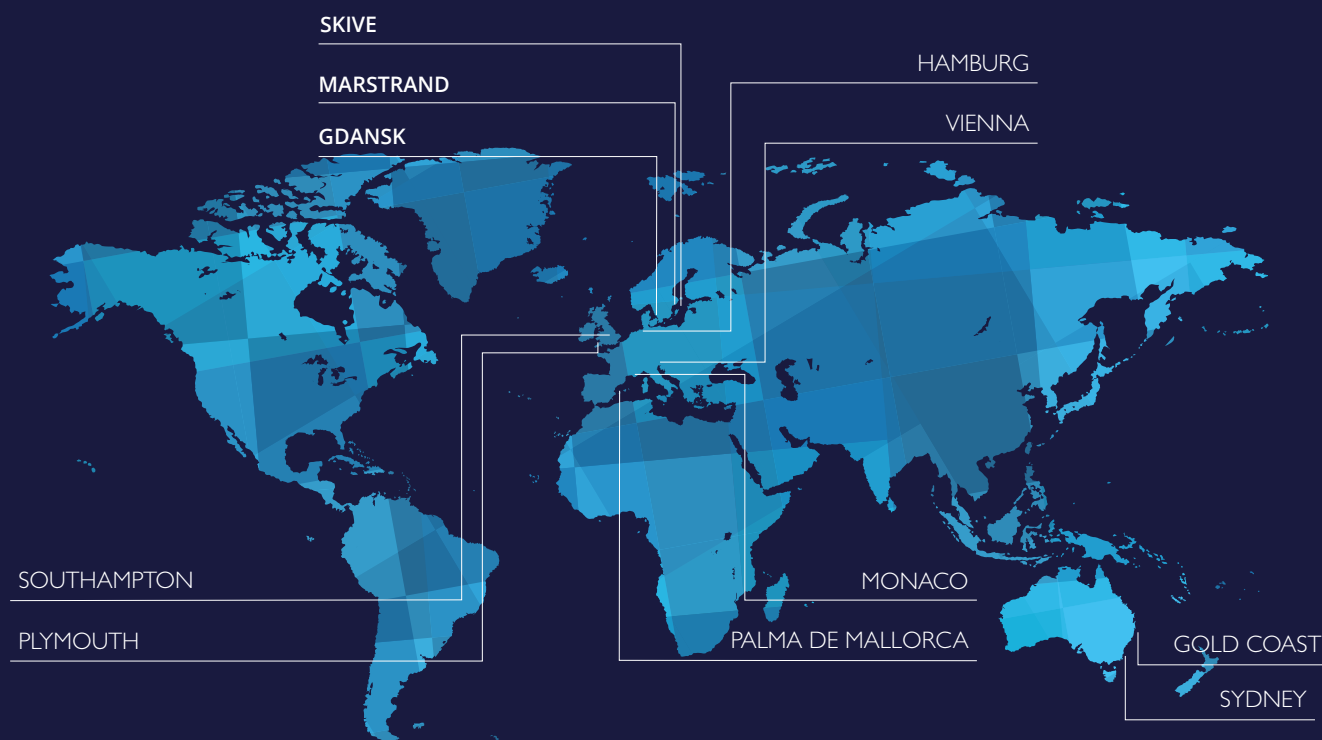 SKIVE
MARSTRAND
GDANSK
HAMBURG
VIENNA
SOUTHAMPTON
PLYMOUTH
MONACO
PALMA DE MALLORCA
GOLD COAST
SYDNEY